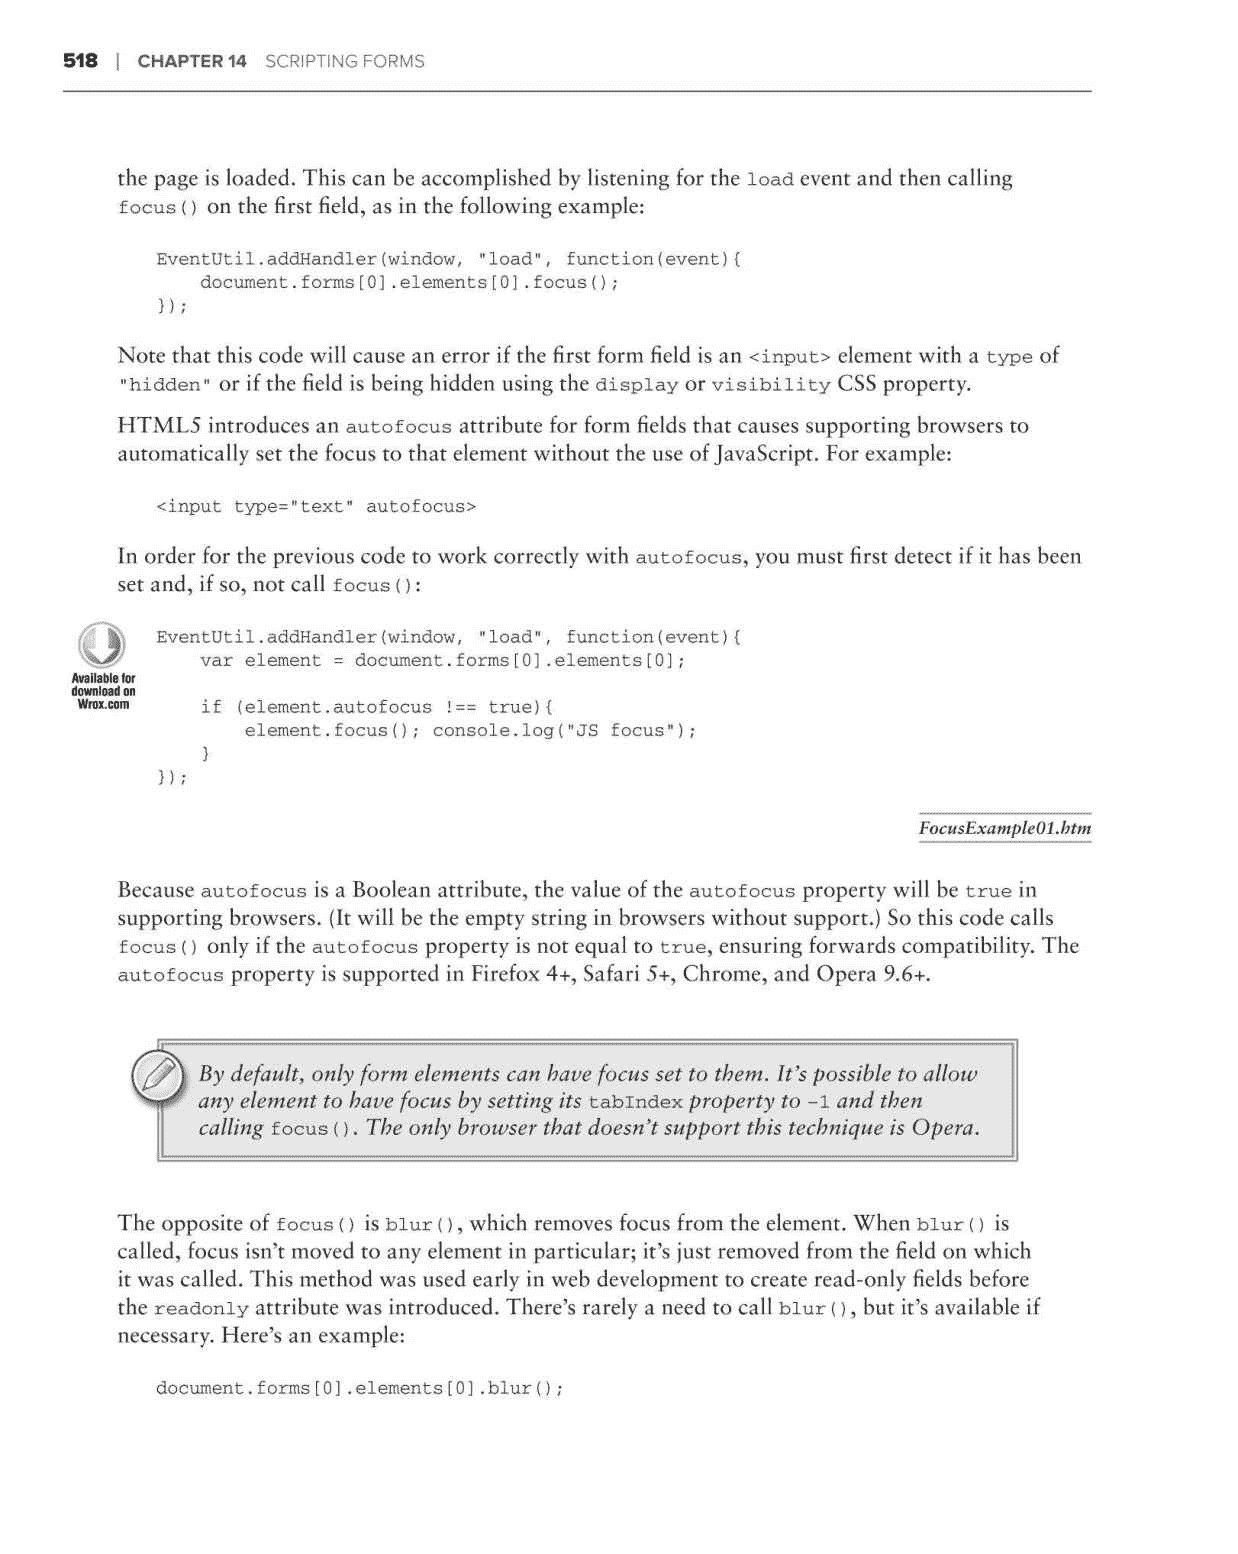 518 | CHAPTER 14 SCRIPTING FORMS
the page is loaded. This can be accomplished by listening for the load event and then calling
focus() on the first field, as in the following example:
EventUtil.addHandler(window, "load", function(event){
    document.forms[0].elements[0].focus();
});
Note that this code will cause an error if the first form field is an <input> element with a type of
"hidden" or if the field is being hidden using the display or visibility CSS property.
HTML5 introduces an autofocus attribute for form fields that causes supporting browsers to
automatically set the focus to that element without the use of JavaScript. For example:
<input type="text" autofocus>
In order for the previous code to work correctly with autofocus, you must first detect if it has been
set and, if so, not call focus():
EventUtil.addHandler(window, "load", function(event){
    var element = document.forms[0].elements[0];
    if (element.autofocus !== true){
        element.focus(); console.log("JS focus");
    }
});
Available for
download on
Wrox.com
FocusExample01.htm
Because autofocus is a Boolean attribute, the value of the autofocus property will be true in
supporting browsers. (It will be the empty string in browsers without support.) So this code calls
focus() only if the autofocus property is not equal to true, ensuring forwards compatibility. The
autofocus property is supported in Firefox 4+, Safari 5+, Chrome, and Opera 9.6+.
By default, only form elements can have focus set to them. It's possible to allow
any element to have focus by setting its tabIndex property to –1 and then
calling focus(). The only browser that doesn't support this technique is Opera.
The opposite of focus() is blur(), which removes focus from the element. When blur() is
called, focus isn't moved to any element in particular; it's just removed from the field on which
it was called. This method was used early in web development to create read-only fields before
the readonly attribute was introduced. There's rarely a need to call blur(), but it's available if
necessary. Here's an example:
document.forms[0].elements[0].blur();